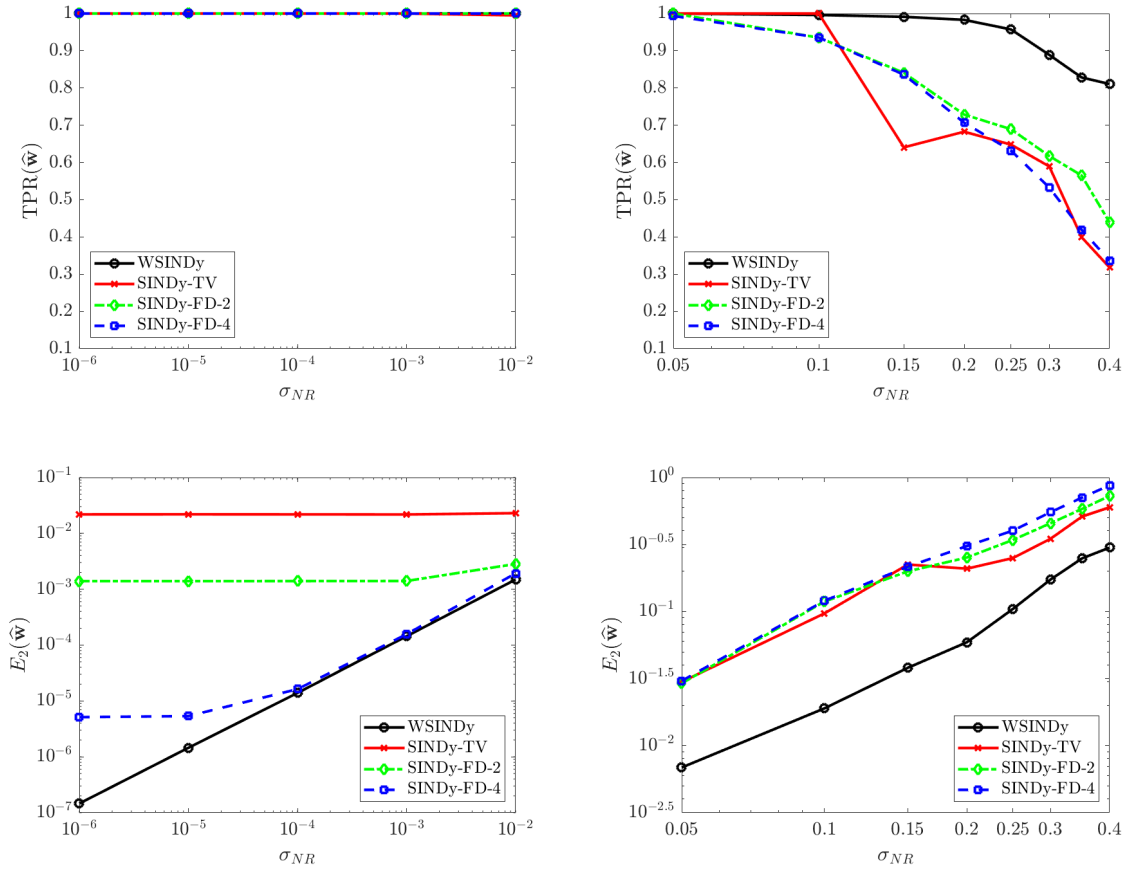 1
0.9
0.8
0.7
0.6
0.5
0.4
0.3
0.2
0.1
TPR(ŵ)
WSINDy
SINDy-TV
SINDy-FD-2
SINDy-FD-4
10⁻⁶ 10⁻⁵ 10⁻⁴ 10⁻³ 10⁻²
σ_NR
1
0.9
0.8
0.7
0.6
0.5
0.4
0.3
0.2
0.1
TPR(ŵ)
WSINDy
SINDy-TV
SINDy-FD-2
SINDy-FD-4
0.05 0.1 0.15 0.2 0.25 0.3 0.4
σ_NR
10⁻¹
10⁻²
10⁻³
10⁻⁴
10⁻⁵
10⁻⁶
10⁻⁷
E₂(ŵ)
WSINDy
SINDy-TV
SINDy-FD-2
SINDy-FD-4
10⁻⁶ 10⁻⁵ 10⁻⁴ 10⁻³ 10⁻²
σ_NR
10⁰
10⁻⁰·⁵
10⁻¹
10⁻¹·⁵
10⁻²
10⁻²·⁵
E₂(ŵ)
WSINDy
SINDy-TV
SINDy-FD-2
SINDy-FD-4
0.05 0.1 0.15 0.2 0.25 0.3 0.4
σ_NR